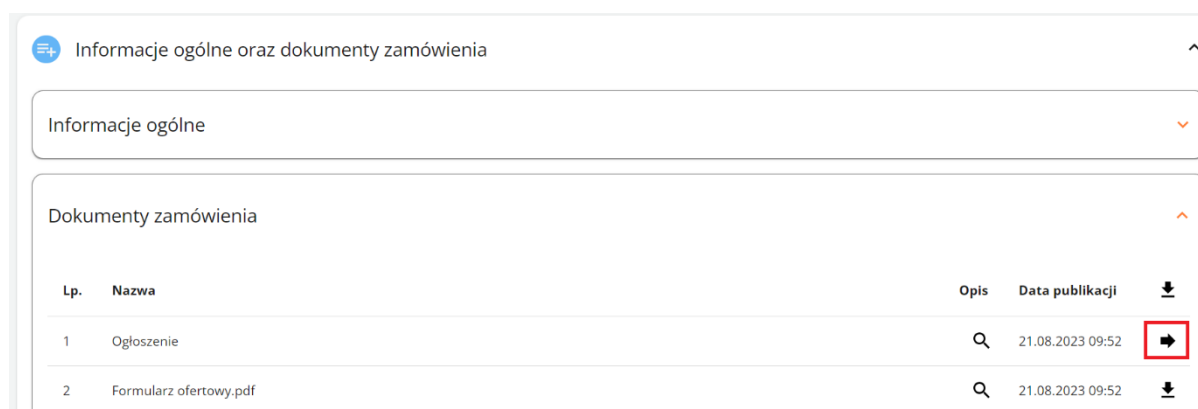 Informacje ogólne oraz dokumenty zamówienia
Informacje ogólne
Dokumenty zamówienia
Lp. Nazwa Opis Data publikacji
1 Ogłoszenie 21.08.2023 09:52
2 Formularz ofertowy.pdf 21.08.2023 09:52